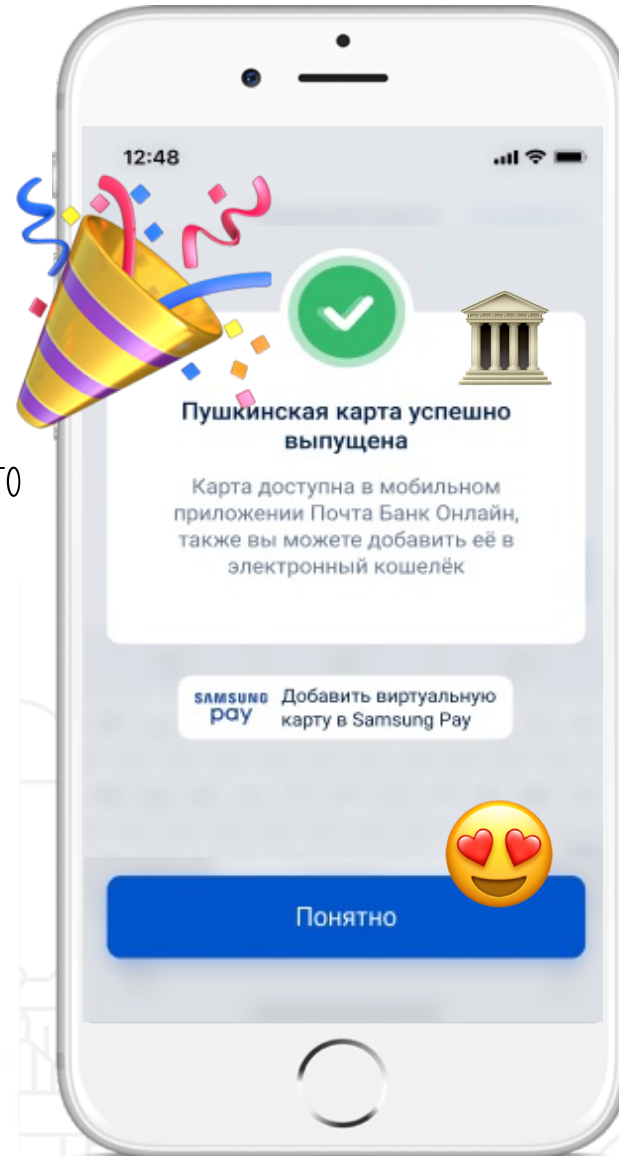 12:48
Пушкинская карта успешно
выпущена
ТО
Карта доступна в мобильном
приложении Почта Банк Онлайн,
также вы можете добавить её в
электронный кошелёк
SAMSUNG
pay
Добавить виртуальную
карту в Samsung Pay
Понятно